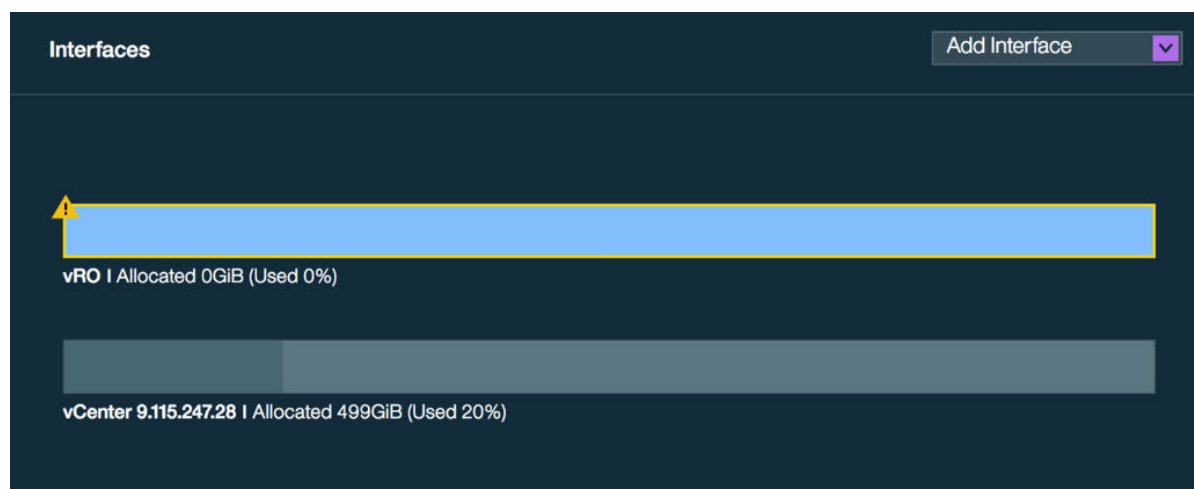 Interfaces
Add Interface
vRO | Allocated 0GiB (Used 0%)
vCenter 9.115.247.28 | Allocated 499GiB (Used 20%)